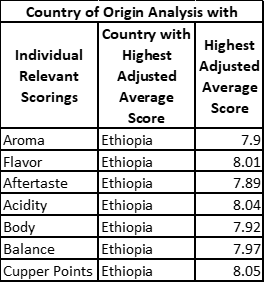 Country of Origin Analysis with
Individual Relevant Scorings Country with Highest Adjusted Average Score Highest Adjusted Average Score
Aroma Ethiopia 7.9
Flavor Ethiopia 8.01
Aftertaste Ethiopia 7.89
Acidity Ethiopia 8.04
Body Ethiopia 7.92
Balance Ethiopia 7.97
Cupper Points Ethiopia 8.05